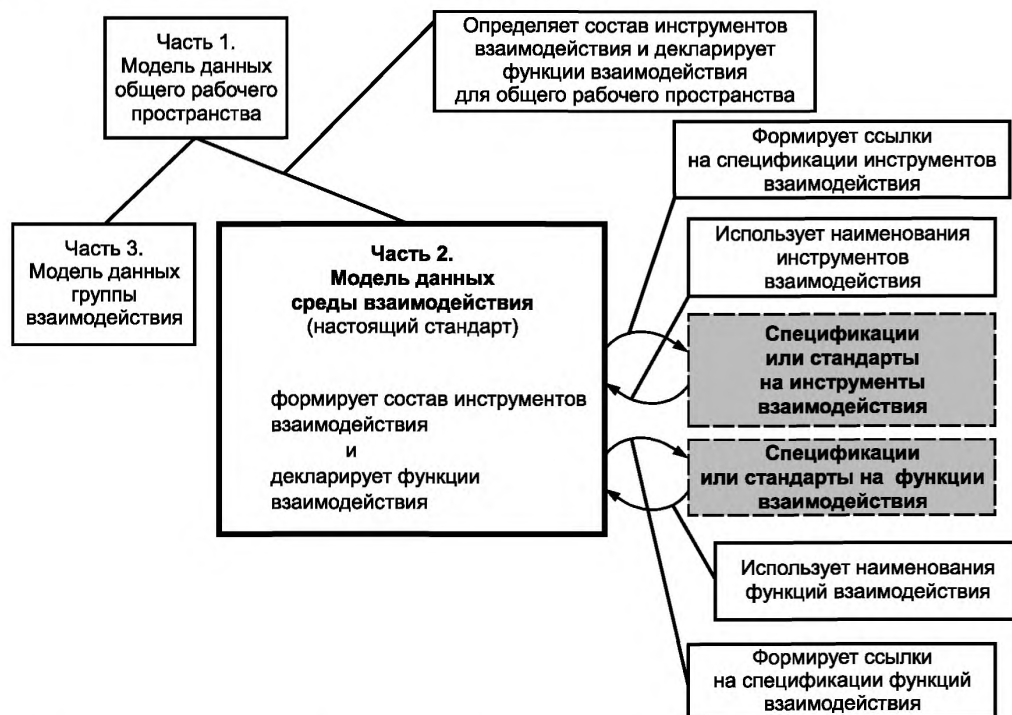 Часть 1.
Модель данных
общего рабочего
пространства
Определяет состав инструментов
взаимодействия и декларирует
функции взаимодействия
для общего рабочего пространства
Формирует ссылки
на спецификации инструментов
взаимодействия
Часть 3.
Модель данных
группы
взаимодействия
Часть 2.
Модель данных
среды взаимодействия
(настоящий стандарт)
формирует состав инструментов
взаимодействия
и
декларирует функции
взаимодействия
Использует наименования
инструментов
взаимодействия
Спецификации
или стандарты
на инструменты
взаимодействия
Спецификации
или стандарты на функции
взаимодействия
Использует наименования
функций взаимодействия
Формирует ссылки
на спецификации функций
взаимодействия